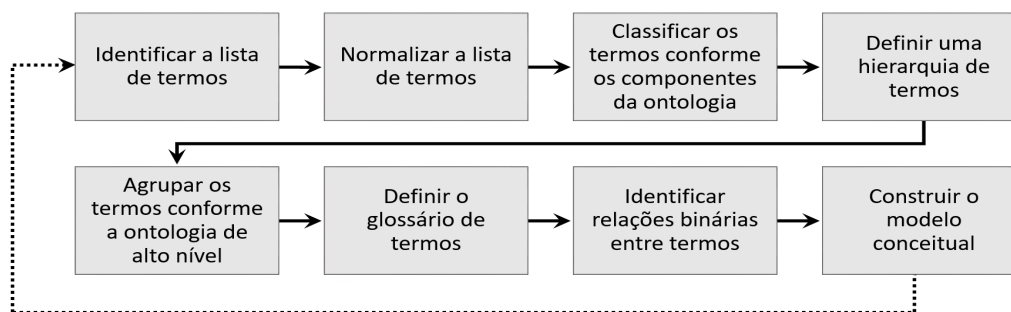 Identificar a lista
de termos
Normalizar a lista
de termos
Classificar os
termos conforme
os componentes
da ontologia
Definir uma
hierarquia de
termos
Agrupar os
termos conforme
a ontologia de
alto nível
Definir o
glossário de
termos
Identificar
relações binárias
entre termos
Construir o
modelo
conceitual